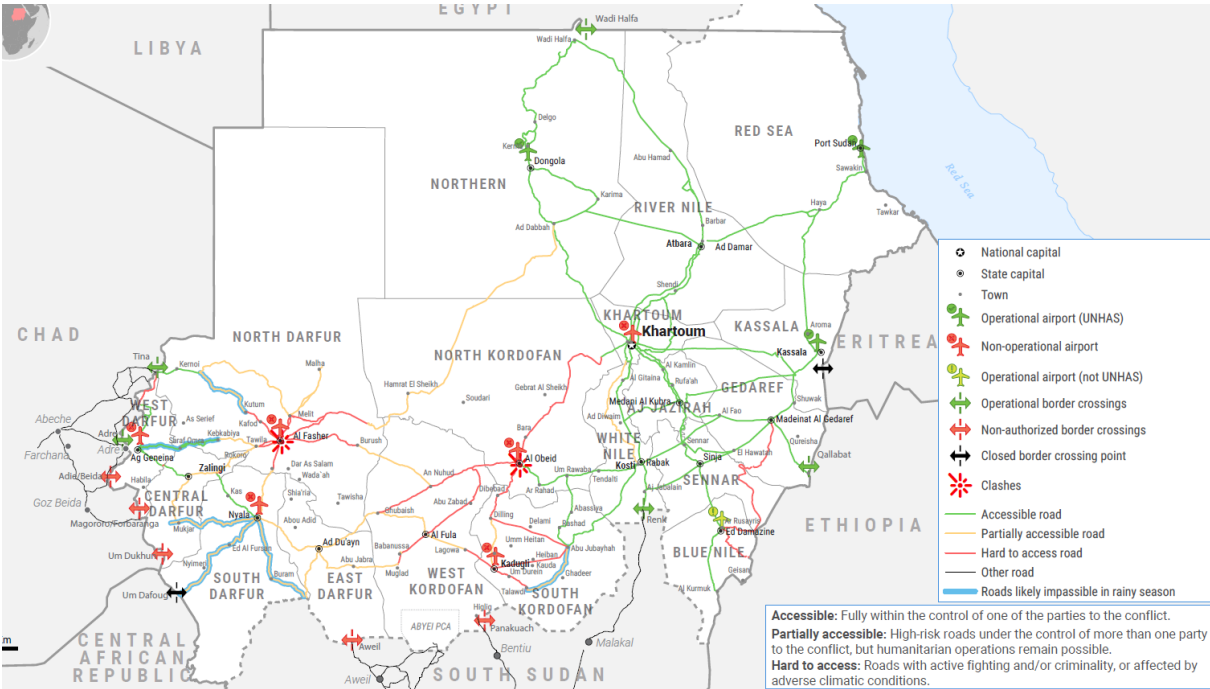 EGYPT
Wadi Halfa
LIBYA
Wadi Halfa
Delgo
RED SEA
Port Sudan
Dongola
Abu Hamad
Sawakin
Red Sea
NORTHERN
Karima
RIVER NILE
Haya
Tawkar
Ad Dabbah
Barbar
Atbara
Ad Damar
Shendi
CHAD
KHARTOUM
Khartoum
KASSALA
Aroma
ERITREA
Kassala
NORTH DARFUR
NORTH KORDOFAN
Tina
Kernoi
Malha
Hamrat El Sheikh
Gebrat Al Sheikh
Soudari
Al Kamlin
Al Gitaina
Rufa'ah
GEDAREF
Medani Al Kubra
AJ JAZIRAH
Shuwak
Abeche
WEST DARFUR
Kutum
Melit
As Serief
Kafod
Al Fao
Madeinat Al Gedaref
Ad Diwaim
Bara
Farchana
Adre
Adre
Kebkabiya
Saraf Omra
Tawila
Al Fasher
Burush
WHITE NILE
Sennar
Qureisha
Ag Geneina
Rokoro
Al Obeid
Kosti
Rabak
Sinja
El Hawatah
Qallabat
Zalingi
Dar As Salam
Wada'ah
An Nuhud
Um Rawaba
Tendalti
Adie/Beida
Habila
SENNAR
Goz Beida
CENTRAL DARFUR
Kas
Shia'ria
Tawisha
Abu Zabad
Dibebad
Ar Rahad
Aj Jabalain
Abassiya
Magororo/Forbaranga
Nyala
Ghubaish
Dilling
Delami
Rashad
Renk
Ar Rusayris
Ed Damazine
ETHIOPIA
Mukjar
Abou Adid
Ad Du'ayn
Al Fula
Umm Heitan
Um Dukhun
Ed Al Fursan
Babanussa
Lagowa
Heiban
Abu Jubayhah
BLUE NILE
Nyimeri
Abu Jabra
Muglad
Kadugli
Kauda
Um Durein
Ghadeer
Geisan
Um Dafoug
SOUTH DARFUR
Buram
EAST DARFUR
WEST KORDOFAN
Talawdi
SOUTH KORDOFAN
Al Kurmuk
Higlig
Panakuach
ABYEI PCA
CENTRAL AFRICAN REPUBLIC
Aweil
Bentiu
Malakal
Aweil
SOUTH SUDAN
National capital
State capital
Town
Operational airport (UNHAS)
Non-operational airport
Operational airport (not UNHAS)
Operational border crossings
Non-authorized border crossings
Closed border crossing point
Clashes
Accessible road
Partially accessible road
Hard to access road
Other road
Roads likely impassible in rainy season
Accessible: Fully within the control of one of the parties to the conflict.
Partially accessible: High-risk roads under the control of more than one party
to the conflict, but humanitarian operations remain possible.
Hard to access: Roads with active fighting and/or criminality, or affected by
adverse climatic conditions.